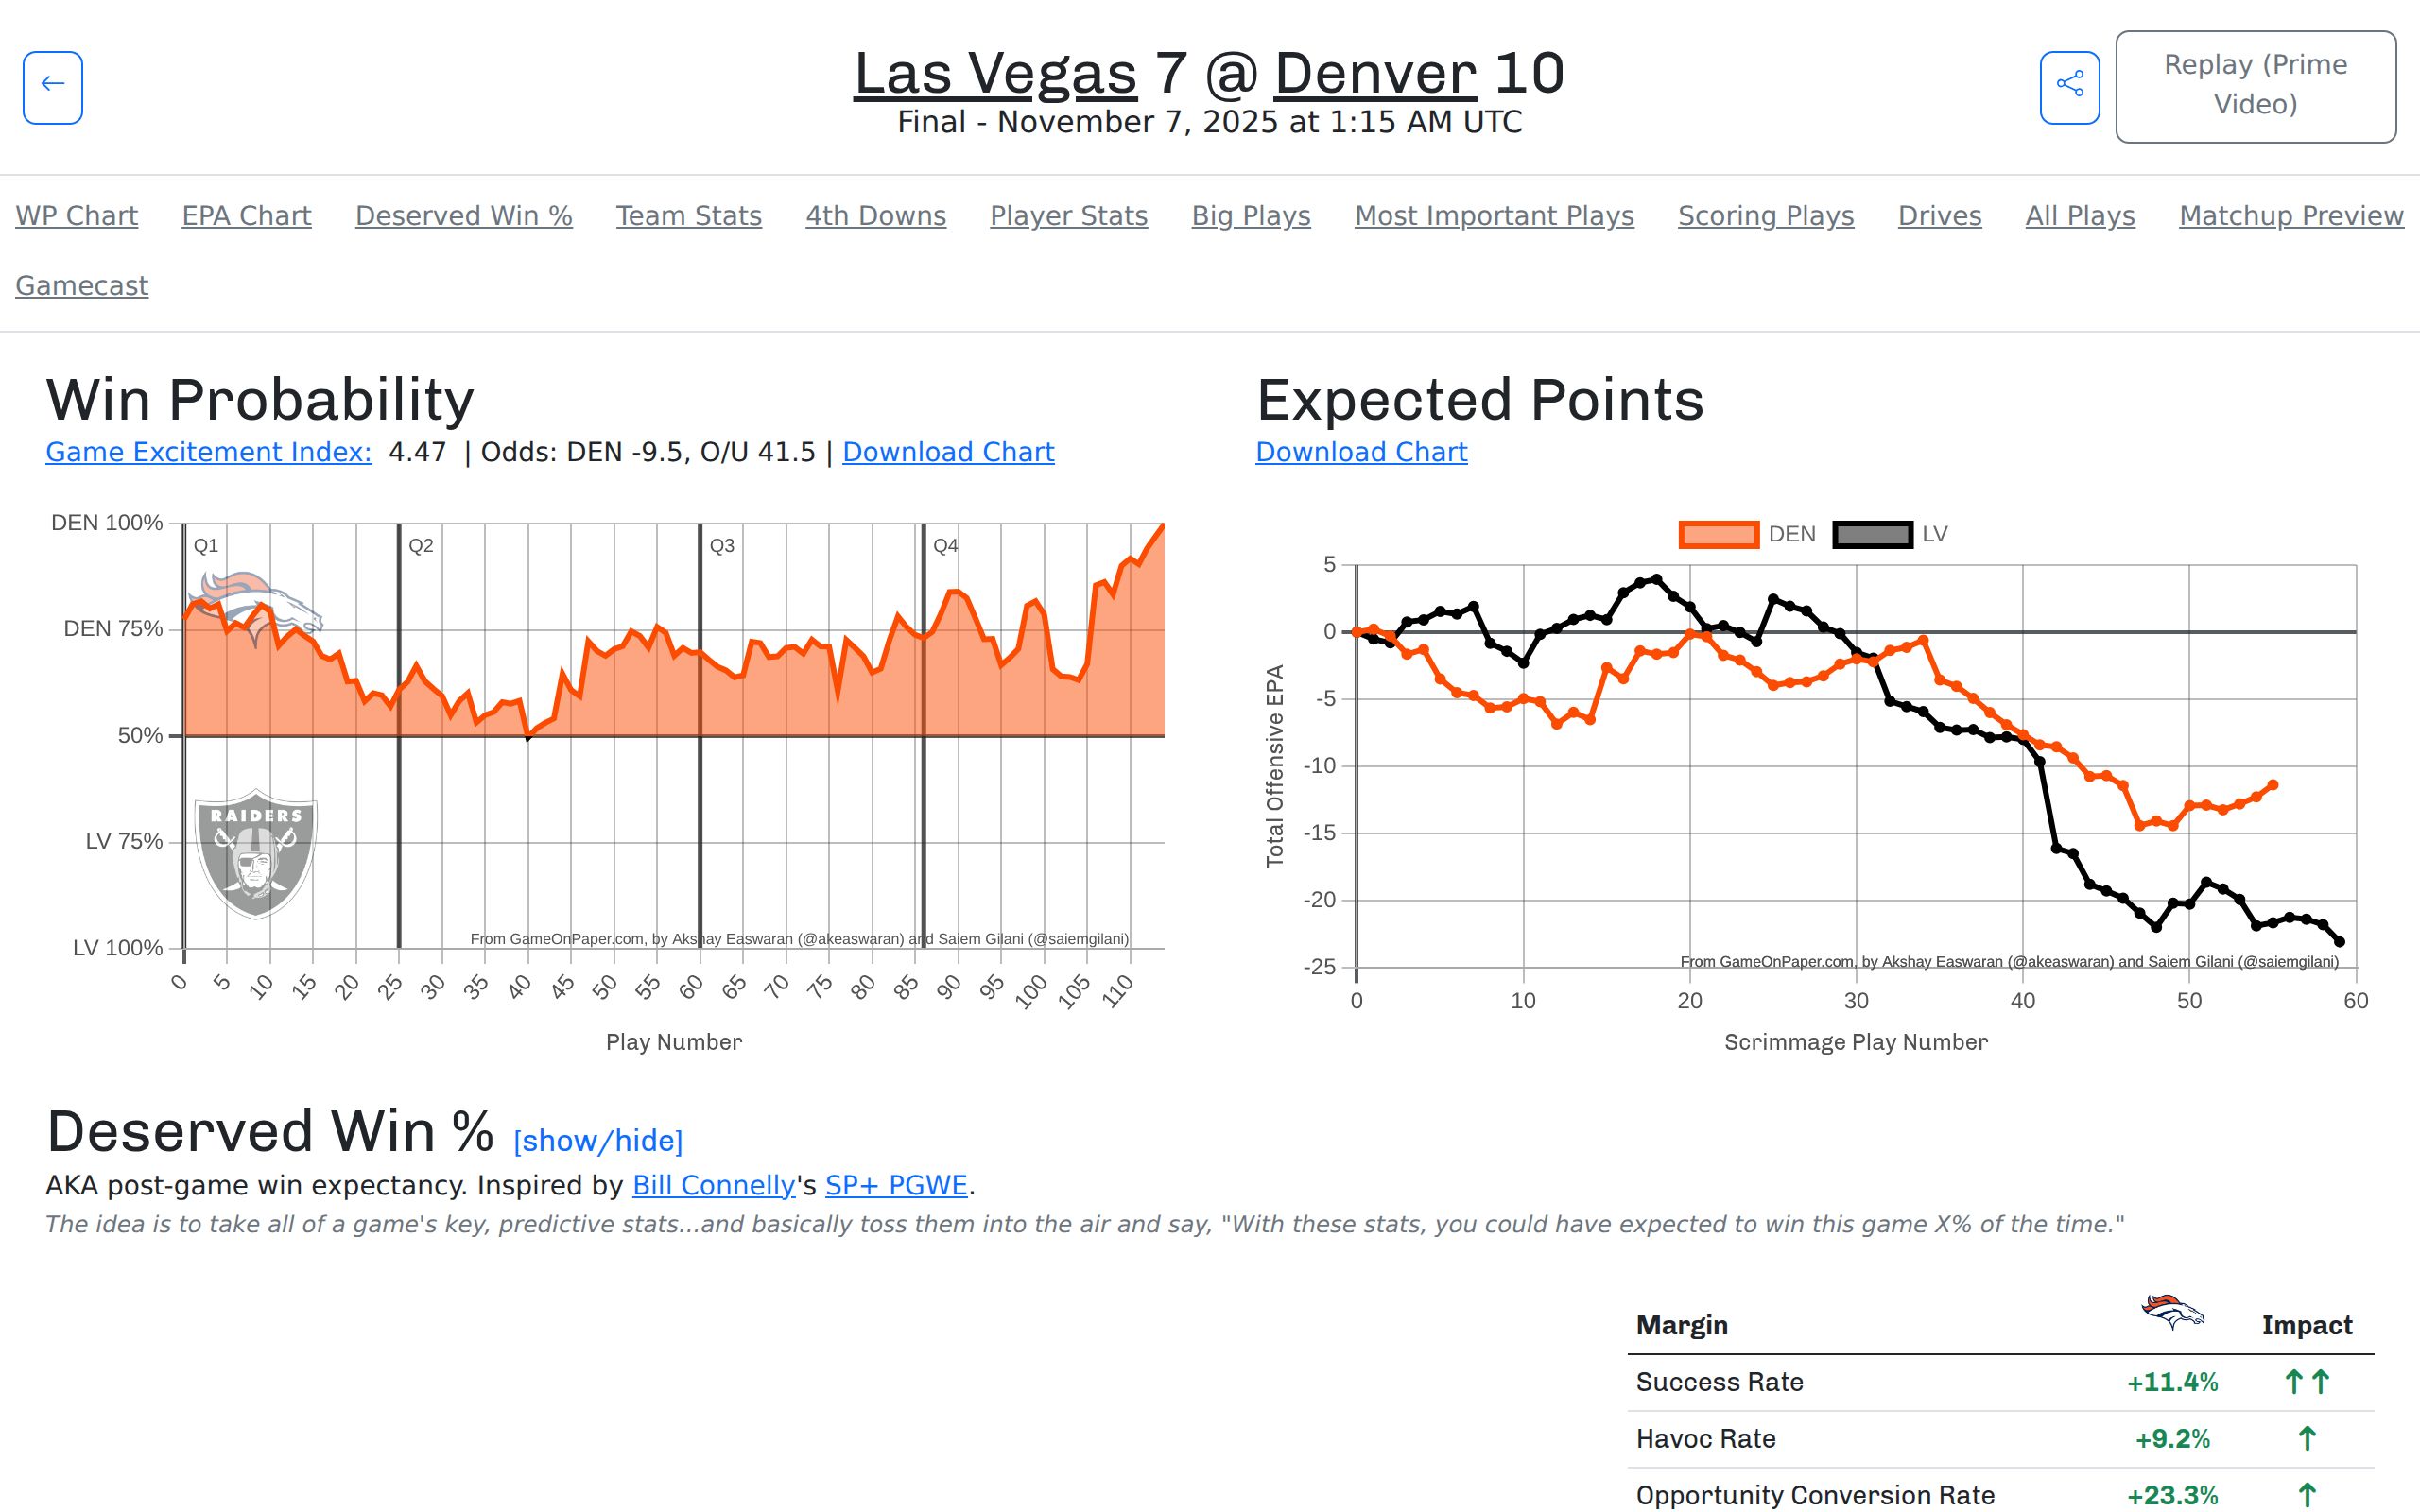 Las Vegas 7 @ Denver 10
Final - November 7, 2025 at 1:15 AM UTC
Replay (Prime
Video)
WP Chart EPA Chart Deserved Win % Team Stats 4th Downs Player Stats Big Plays Most Important Plays Scoring Plays Drives All Plays Matchup Preview
Gamecast
Win Probability
Game Excitement Index: 4.47 | Odds: DEN -9.5, O/U 41.5 | Download Chart
DEN 100%
DEN 75%
50%
LV 75%
LV 100%
Q1 Q2 Q3 Q4
RAIDERS
From GameOnPaper.com, by Akshay Easwaran (@akeaswaran) and Saiem Gilani (@saiemgilani)
0 5 10 15 20 25 30 35 40 45 50 55 60 65 70 75 80 85 90 95 100 105 110
Play Number
Expected Points
Download Chart
DEN LV
Total Offensive EPA
5
0
-5
-10
-15
-20
-25
From GameOnPaper.com, by Akshay Easwaran (@akeaswaran) and Saiem Gilani (@saiemgilani)
0 10 20 30 40 50 60
Scrimmage Play Number
Deserved Win % [show/hide]
AKA post-game win expectancy. Inspired by Bill Connelly's SP+ PGWE.
The idea is to take all of a game's key, predictive stats...and basically toss them into the air and say, "With these stats, you could have expected to win this game X% of the time."
Margin Impact
Success Rate +11.4% ↑↑
Havoc Rate +9.2% ↑
Opportunity Conversion Rate +23.3% ↑